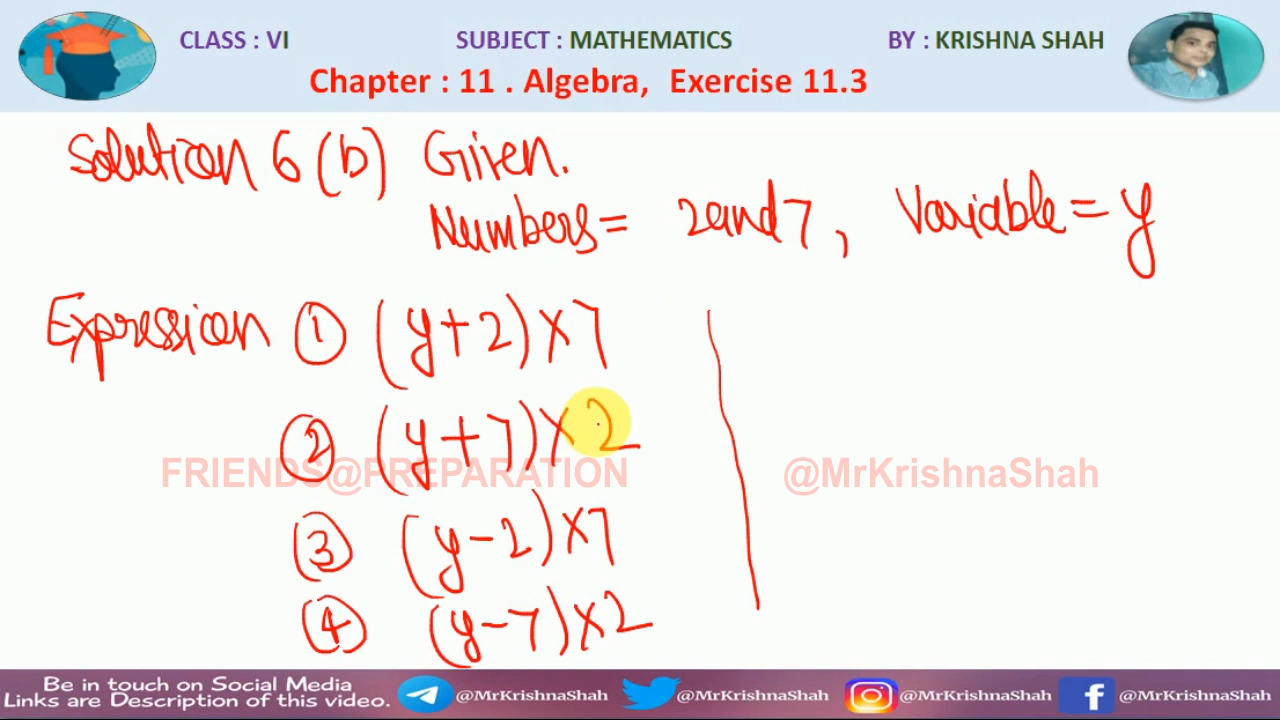 CLASS : VI SUBJECT : MATHEMATICS BY : KRISHNA SHAH
Chapter : 11 . Algebra, Exercise 11.3
Solution 6 (b) Given.
Numbers = 2 and 7, Variable = y
Expression ① (y+2)×7
② (y+7)×2
FRIENDS@PREPARATION @MrKrishnaShah
③ (y-2)×7
④ (y-7)×2
Be in touch on Social Media
Links are Description of this video.
@MrKrishnaShah @MrKrishnaShah @MrKrishnaShah @MrKrishnaShah